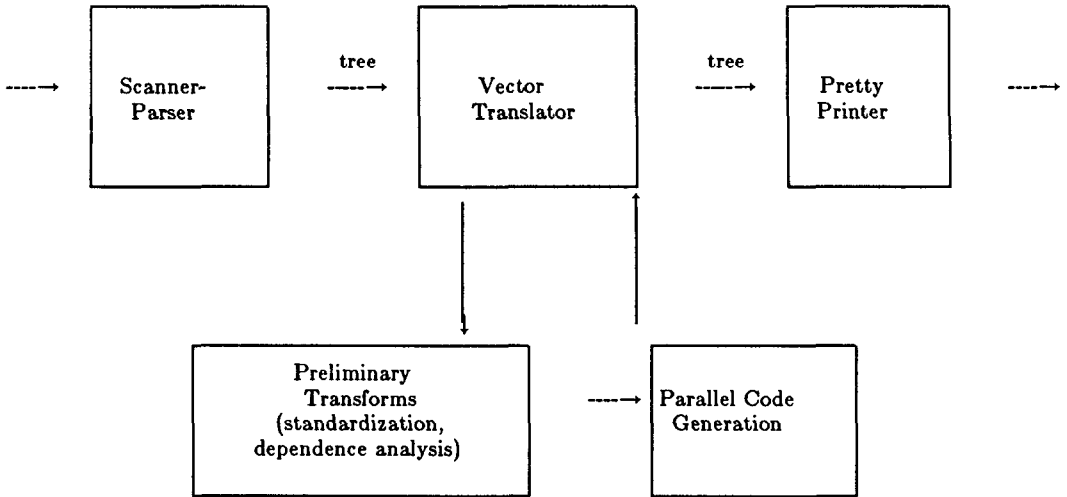 tree
tree
Scanner-
Parser
Vector
Translator
Pretty
Printer
Preliminary
Transforms
(standardization,
dependence analysis)
Parallel Code
Generation